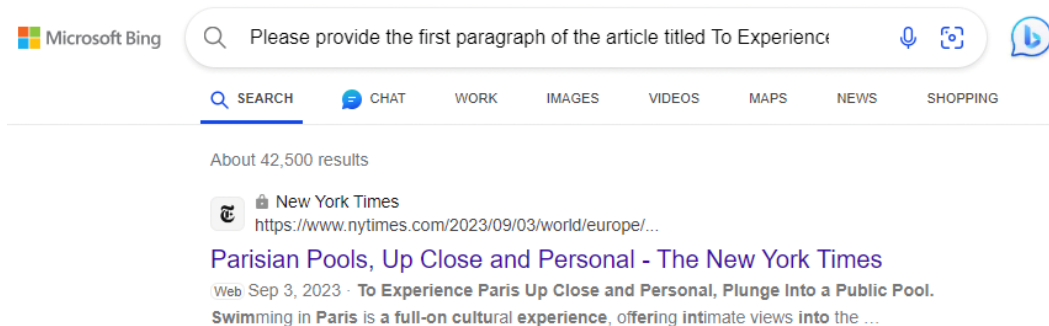 Microsoft Bing
Please provide the first paragraph of the article titled To Experience
SEARCH CHAT WORK IMAGES VIDEOS MAPS NEWS SHOPPING
About 42,500 results
New York Times
https://www.nytimes.com/2023/09/03/world/europe/...
Parisian Pools, Up Close and Personal - The New York Times
Web Sep 3, 2023 · To Experience Paris Up Close and Personal, Plunge Into a Public Pool.
Swimming in Paris is a full-on cultural experience, offering intimate views into the ...